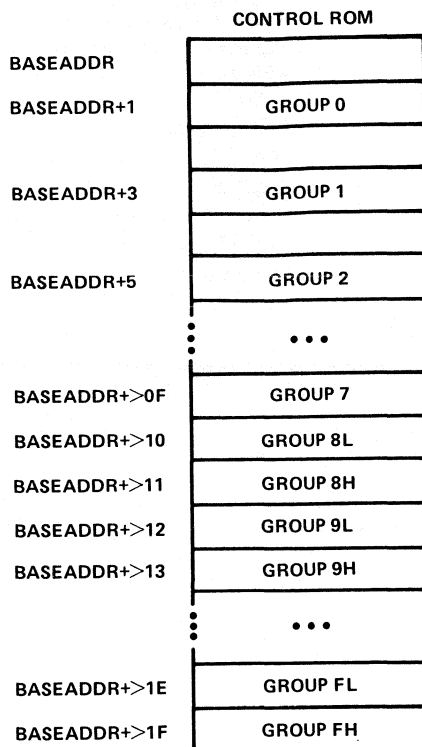 CONTROL ROM
BASEADDR
BASEADDR+1 GROUP 0
BASEADDR+3 GROUP 1
BASEADDR+5 GROUP 2
•••
BASEADDR+>0F GROUP 7
BASEADDR+>10 GROUP 8L
BASEADDR+>11 GROUP 8H
BASEADDR+>12 GROUP 9L
BASEADDR+>13 GROUP 9H
•••
BASEADDR+>1E GROUP FL
BASEADDR+>1F GROUP FH